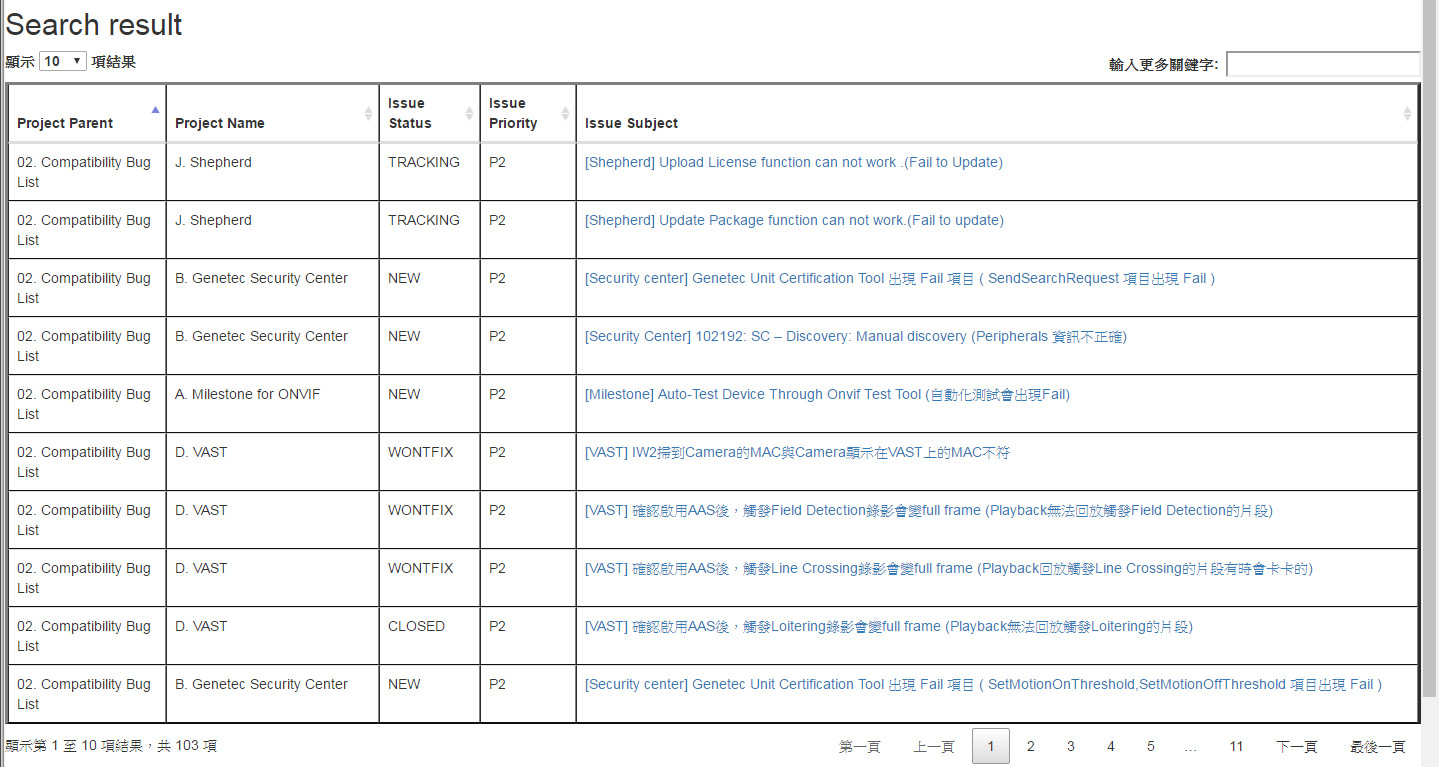 Search result
顯示 10 項結果
輸入更多關鍵字:
Project Parent Project Name Issue Status Issue Priority Issue Subject
02. Compatibility Bug List J. Shepherd TRACKING P2 [Shepherd] Upload License function can not work .(Fail to Update)
02. Compatibility Bug List J. Shepherd TRACKING P2 [Shepherd] Update Package function can not work.(Fail to update)
02. Compatibility Bug List B. Genetec Security Center NEW P2 [Security center] Genetec Unit Certification Tool 出現 Fail 項目 ( SendSearchRequest 項目出現 Fail )
02. Compatibility Bug List B. Genetec Security Center NEW P2 [Security Center] 102192: SC – Discovery: Manual discovery (Peripherals 資訊不正確)
02. Compatibility Bug List A. Milestone for ONVIF NEW P2 [Milestone] Auto-Test Device Through Onvif Test Tool (自動化測試會出現Fail)
02. Compatibility Bug List D. VAST WONTFIX P2 [VAST] IW2掃到Camera的MAC與Camera顯示在VAST上的MAC不符
02. Compatibility Bug List D. VAST WONTFIX P2 [VAST] 確認啟用AAS後，觸發Field Detection錄影會變full frame (Playback無法回放觸發Field Detection的片段)
02. Compatibility Bug List D. VAST WONTFIX P2 [VAST] 確認啟用AAS後，觸發Line Crossing錄影會變full frame (Playback回放觸發Line Crossing的片段有時會卡卡的)
02. Compatibility Bug List D. VAST CLOSED P2 [VAST] 確認啟用AAS後，觸發Loitering錄影會變full frame (Playback無法回放觸發Loitering的片段)
02. Compatibility Bug List B. Genetec Security Center NEW P2 [Security center] Genetec Unit Certification Tool 出現 Fail 項目 ( SetMotionOnThreshold,SetMotionOffThreshold 項目出現 Fail )
顯示第 1 至 10 項結果，共 103 項
第一頁 上一頁 1 2 3 4 5 … 11 下一頁 最後一頁